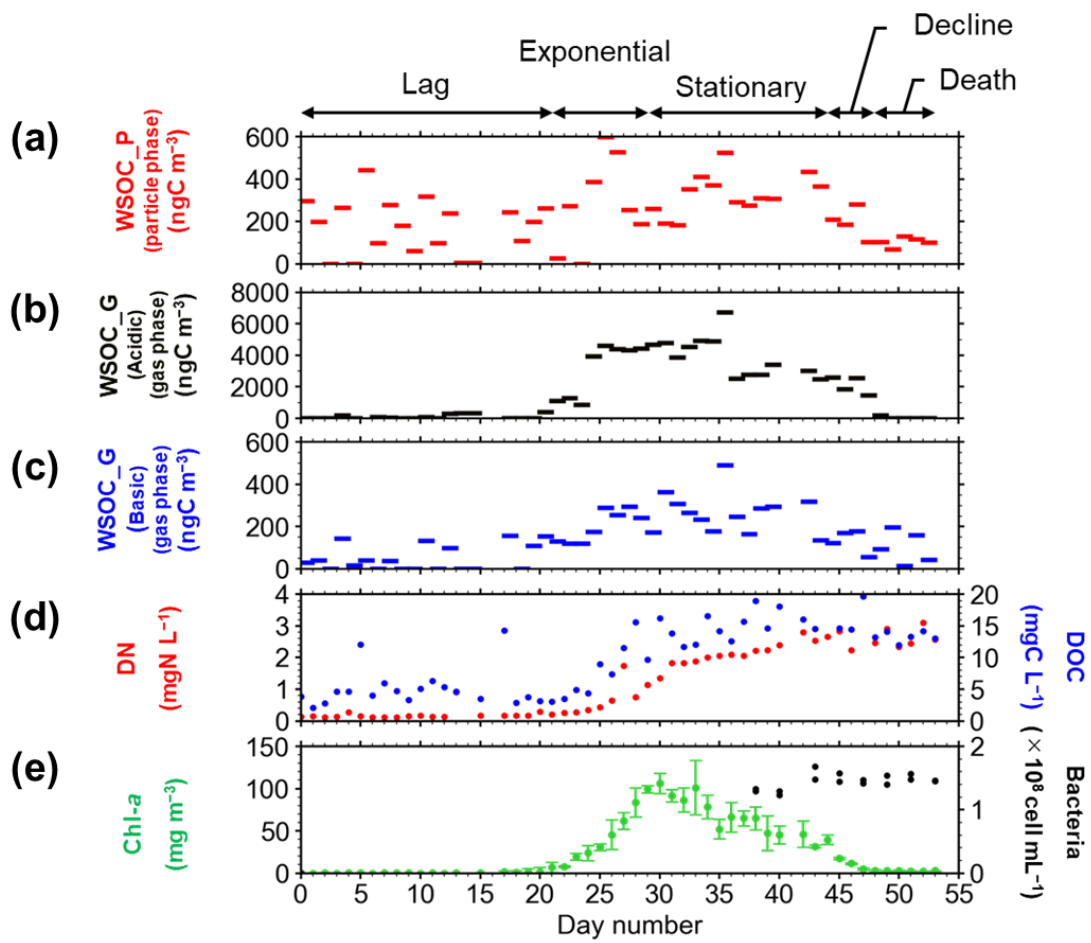 Decline
Exponential
Death
Lag
Stationary
(a)
WSOC_P
(particle phase)
(ngC m⁻³)
600
400
200
0
(b)
WSOC_G
(Acidic)
(gas phase)
(ngC m⁻³)
8000
6000
4000
2000
0
(c)
WSOC_G
(Basic)
(gas phase)
(ngC m⁻³)
600
400
200
0
(d)
DN
(mgN L⁻¹)
4
3
2
1
0
20
15
10
5
0
DOC
(mgC L⁻¹)
(e)
Chl-a
(mg m⁻³)
150
100
50
0
2
1
0
Bacteria
(×10⁸ cell mL⁻¹)
0 5 10 15 20 25 30 35 40 45 50 55
Day number